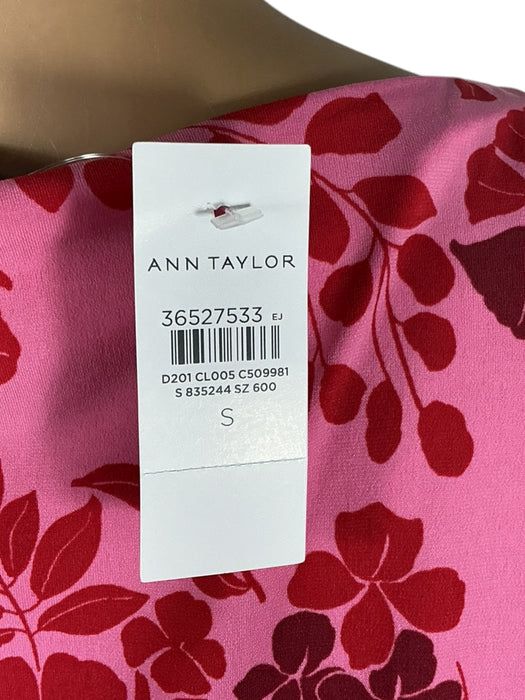 ANN TAYLOR
36527533 EJ
D201 CL005 C509981
S 835244 SZ 600
S